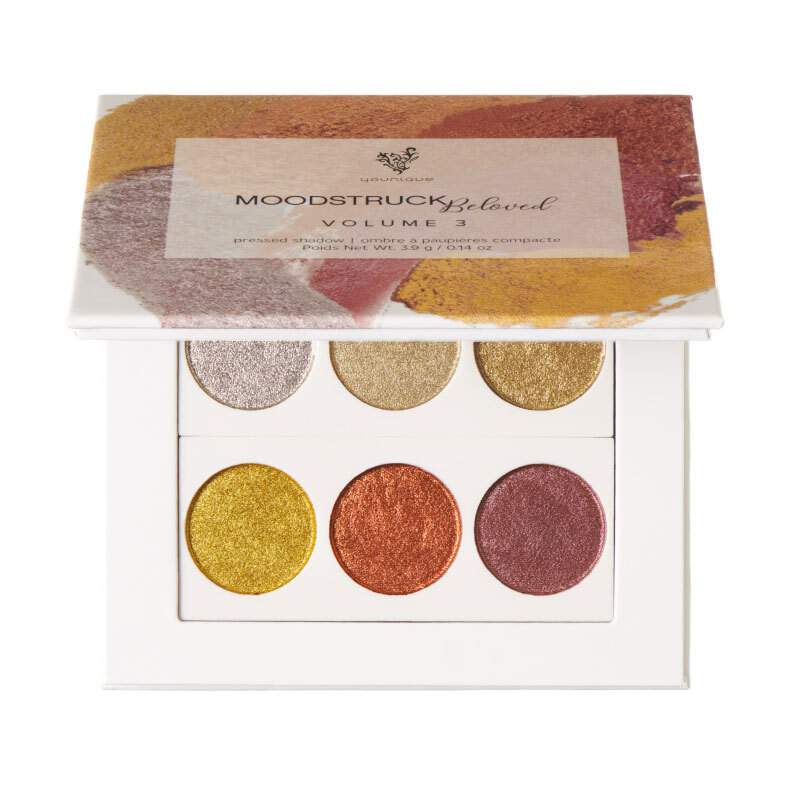 younique
MOODSTRUCK Beloved
VOLUME 3
pressed shadow | ombre à paupières compacte
Poids Net Wt. 3.9 g / 0.14 oz